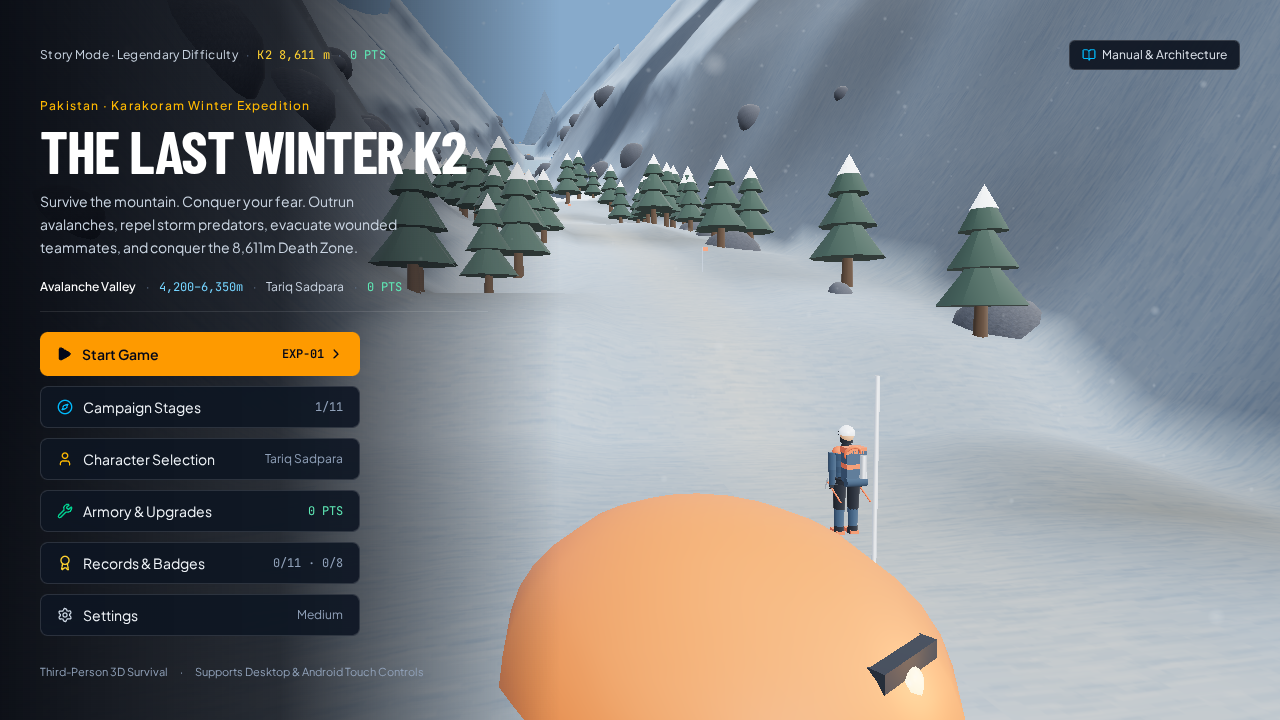 Story Mode · Legendary Difficulty · K2 8,611 m · 0 PTS
Manual & Architecture
Pakistan · Karakoram Winter Expedition
THE LAST WINTER K2
Survive the mountain. Conquer your fear. Outrun
avalanches, repel storm predators, evacuate wounded
teammates, and conquer the 8,611m Death Zone.
Avalanche Valley · 4,200–6,350m · Tariq Sadpara · 0 PTS
Start Game EXP-01
Campaign Stages 1/11
Character Selection Tariq Sadpara
Armory & Upgrades 0 PTS
Records & Badges 0/11 · 0/8
Settings Medium
Third-Person 3D Survival · Supports Desktop & Android Touch Controls